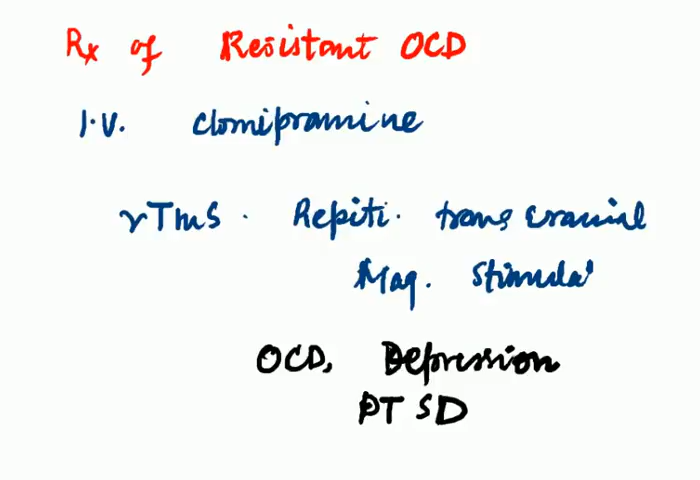 Rx of Resistant OCD
I.V. Clomipramine
rTMS. Repiti. trans cranial
Mag. Stimula
OCD, Depression
PTSD